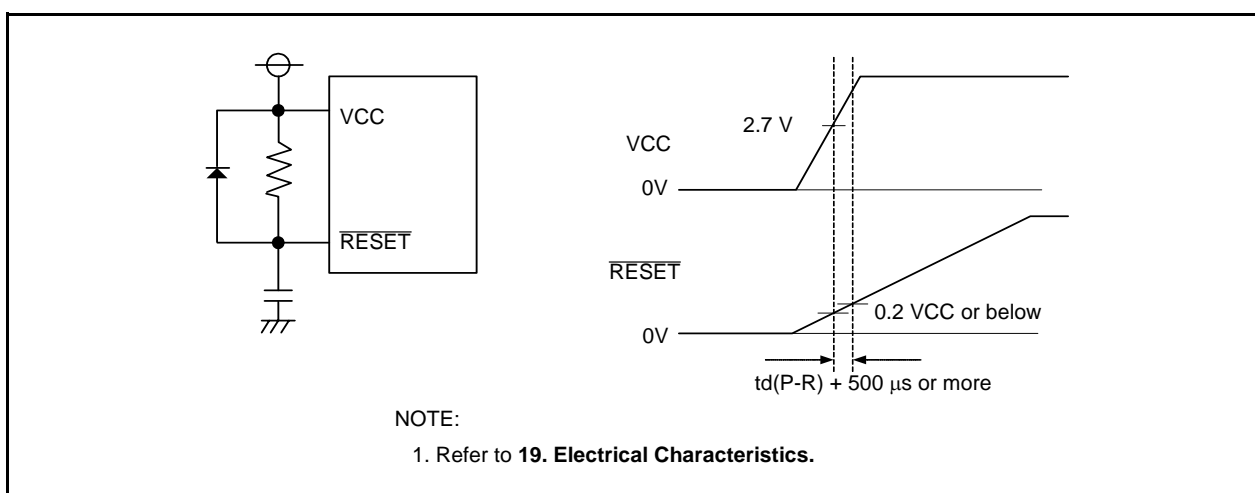 VCC
RESET
2.7 V
VCC
0V
RESET
0.2 VCC or below
0V
td(P-R) + 500 μs or more
NOTE:
1. Refer to 19. Electrical Characteristics.